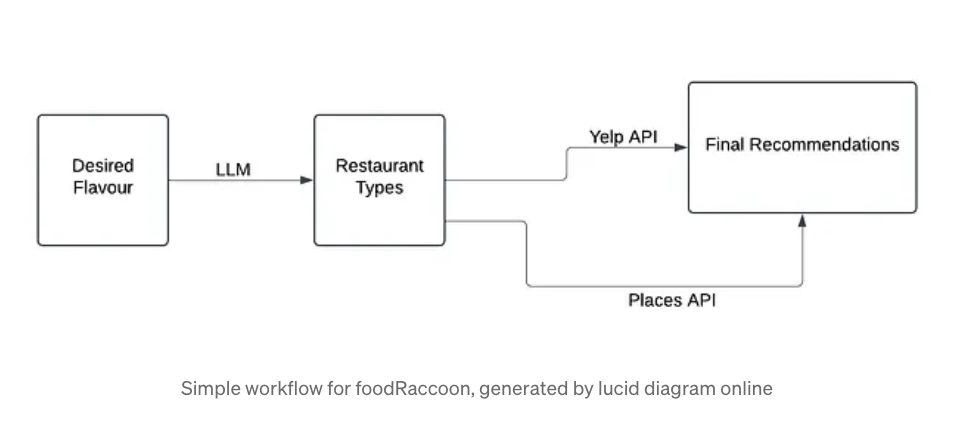 Desired
Flavour
LLM
Restaurant
Types
Yelp API
Final Recommendations
Places API
Simple workflow for foodRaccoon, generated by lucid diagram online